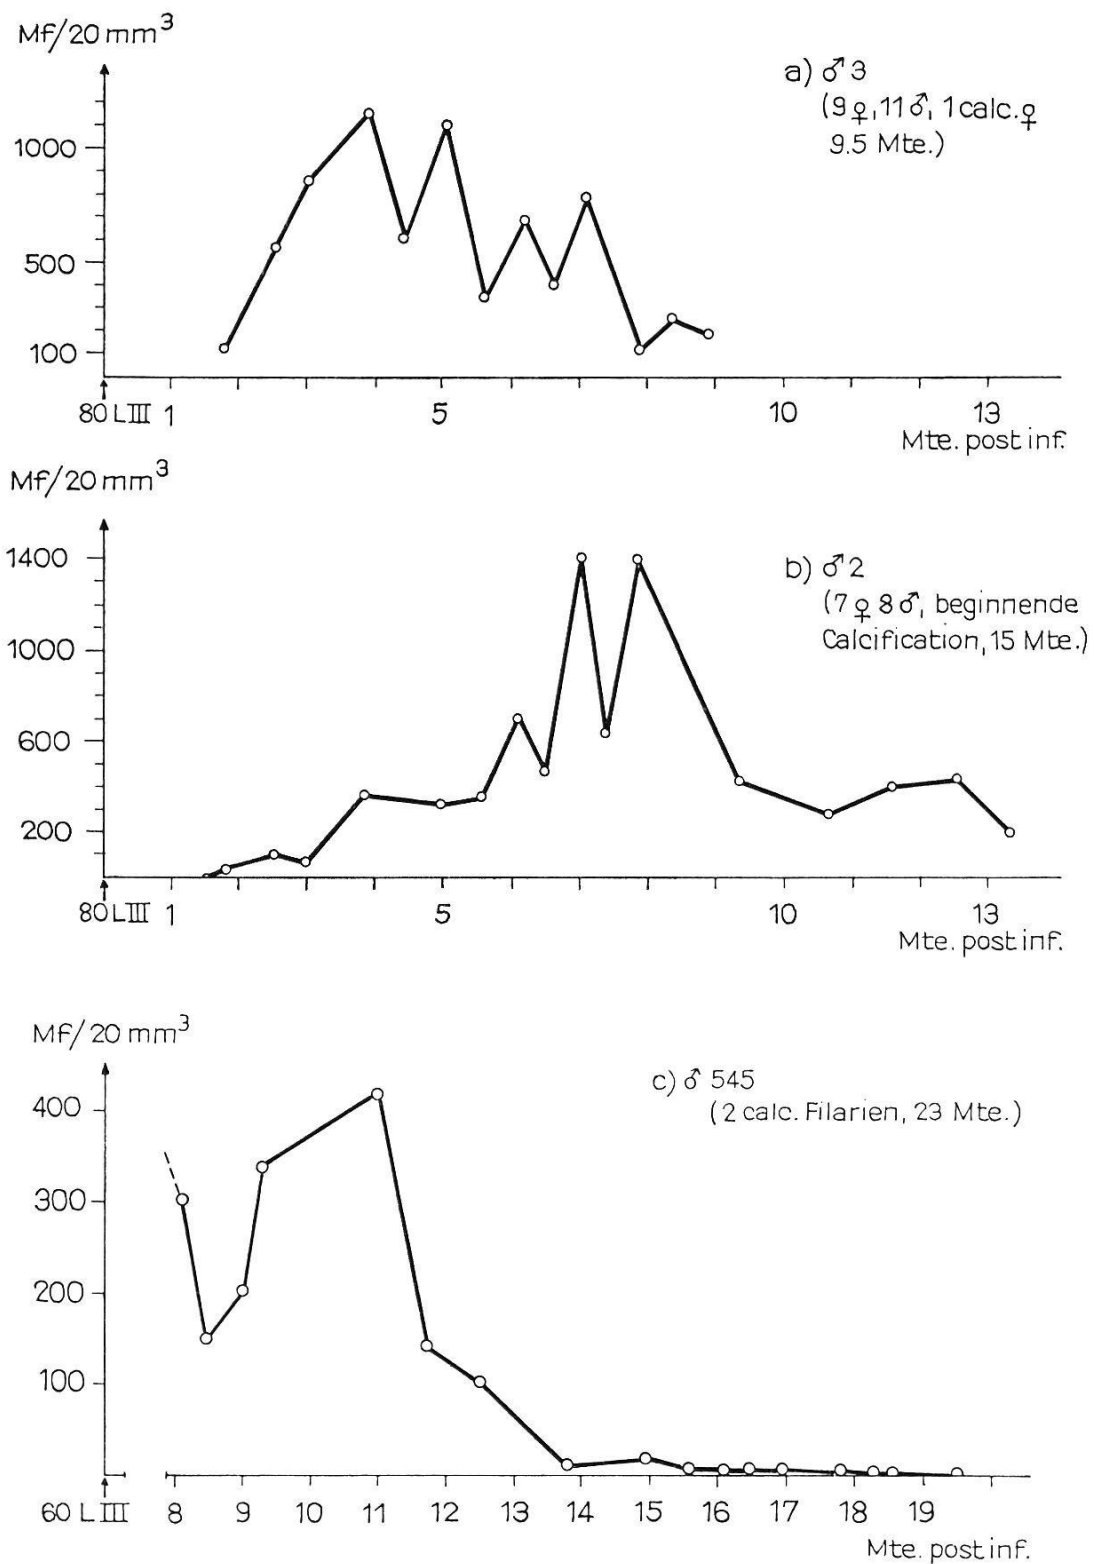 Mf/20 mm³
a) ♂ 3
(9♀, 11♂, 1 calc. ♀
9.5 Mte.)
1000
500
100
80 L III 1 5 10 13
Mte. post inf.
Mf/20 mm³
1400
b) ♂ 2
(7♀ 8♂, beginnende
Calcification, 15 Mte.)
1000
600
200
80 L III 1 5 10 13
Mte. post inf.
Mf/20 mm³
c) ♂ 545
(2 calc. Filarien, 23 Mte.)
400
300
200
100
60 L III 8 9 10 11 12 13 14 15 16 17 18 19
Mte. post inf.